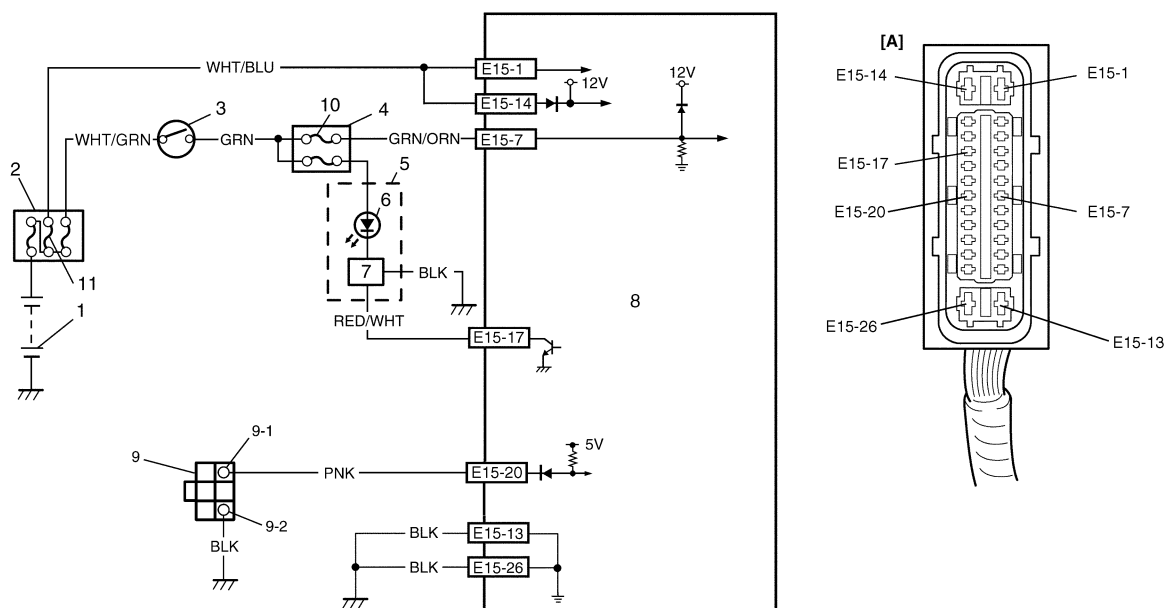 [A]
WHT/BLU
E15-1
12V
12V
E15-14
E15-14
E15-1
3
10
4
WHT/GRN
GRN
GRN/ORN
E15-7
2
5
6
E15-17
E15-20
E15-7
7
BLK
11
8
1
RED/WHT
E15-17
E15-26
E15-13
9-1
9
PNK
E15-20
5V
9-2
BLK
BLK
E15-13
BLK
E15-26